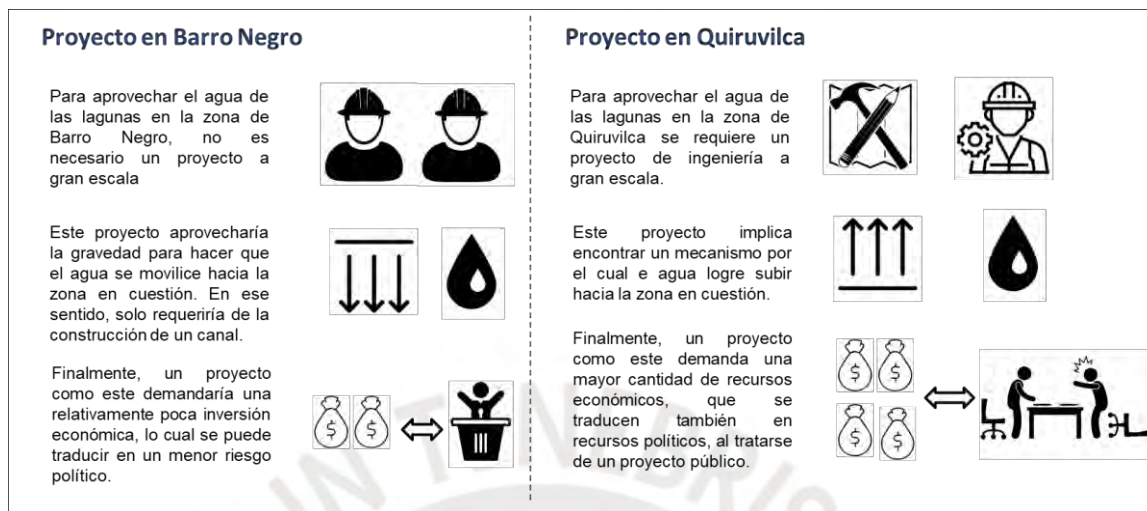 Proyecto en Barro Negro
Para aprovechar el agua de
las lagunas en la zona de
Barro Negro, no es
necesario un proyecto a
gran escala
Este proyecto aprovecharía
la gravedad para hacer que
el agua se movilice hacia la
zona en cuestión. En ese
sentido, solo requeriría de la
construcción de un canal.
Finalmente, un proyecto
como este demandaría una
relativamente poca inversión
económica, lo cual se puede
traducir en un menor riesgo
político.
$ $
Proyecto en Quiruvilca
Para aprovechar el agua de
las lagunas en la zona de
Quiruvilca se requiere un
proyecto de ingeniería a
gran escala.
Este proyecto implica
encontrar un mecanismo por
el cual e agua logre subir
hacia la zona en cuestión.
Finalmente, un proyecto
como este demanda una
mayor cantidad de recursos
económicos, que se
traducen también en
recursos políticos, al tratarse
de un proyecto público.
$ $
$ $